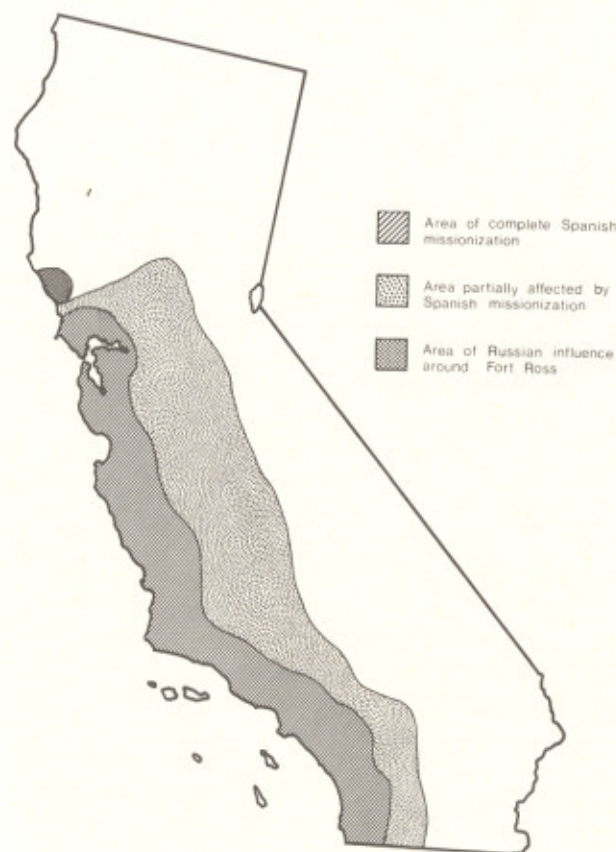 Area of complete Spanish
missionization
Area partially affected by
Spanish missionization
Area of Russian influence
around Fort Ross